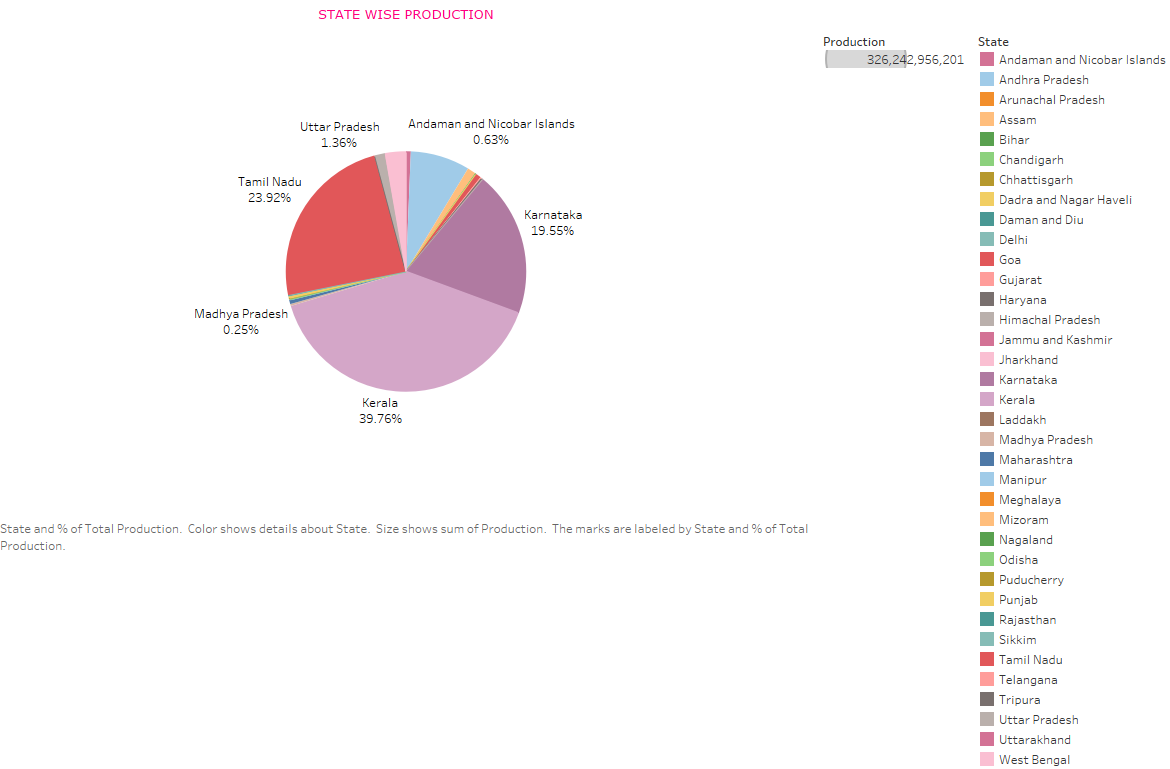 STATE WISE PRODUCTION
Production
326,242,956,201
State
Andaman and Nicobar Islands
Andhra Pradesh
Arunachal Pradesh
Assam
Bihar
Chandigarh
Chhattisgarh
Dadra and Nagar Haveli
Daman and Diu
Delhi
Goa
Gujarat
Haryana
Himachal Pradesh
Jammu and Kashmir
Jharkhand
Karnataka
Kerala
Laddakh
Madhya Pradesh
Maharashtra
Manipur
Meghalaya
Mizoram
Nagaland
Odisha
Puducherry
Punjab
Rajasthan
Sikkim
Tamil Nadu
Telangana
Tripura
Uttar Pradesh
Uttarakhand
West Bengal
Uttar Pradesh
1.36%
Andaman and Nicobar Islands
0.63%
Tamil Nadu
23.92%
Karnataka
19.55%
Madhya Pradesh
0.25%
Kerala
39.76%
State and % of Total Production. Color shows details about State. Size shows sum of Production. The marks are labeled by State and % of Total
Production.